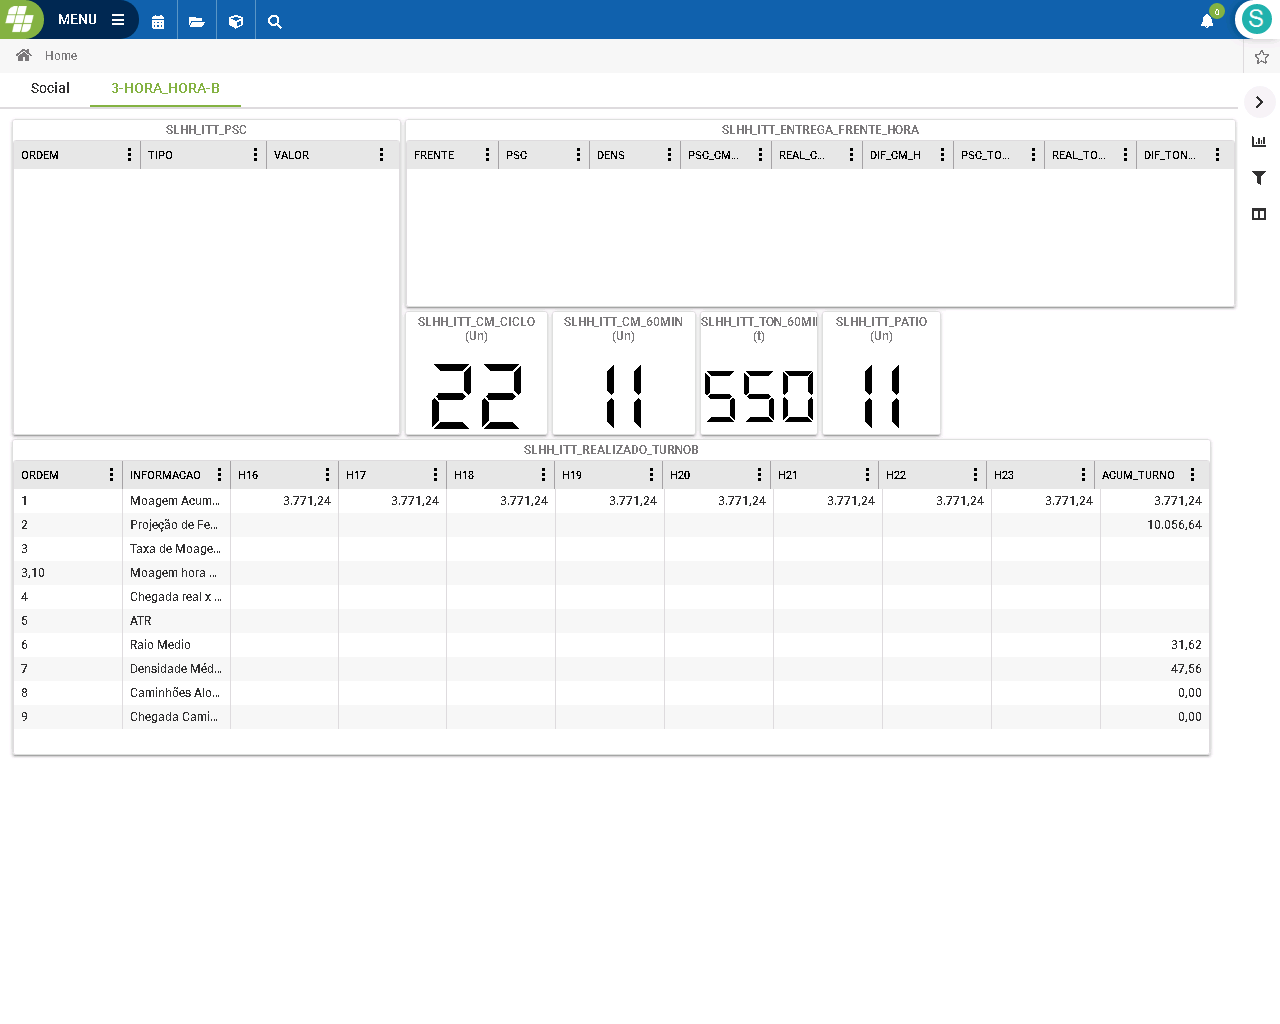 MENU
0
S
Home
Social
3-HORA_HORA-B
SLHH_ITT_PSC
ORDEM TIPO VALOR
SLHH_ITT_ENTREGA_FRENTE_HORA
FRENTE PSC DENS PSC_CM... REAL_C... DIF_CM_H PSC_TO... REAL_TO... DIF_TON...
SLHH_ITT_CM_CICLO
(Un)
22
SLHH_ITT_CM_60MIN
(Un)
11
SLHH_ITT_TON_60MI
(t)
550
SLHH_ITT_PATIO
(Un)
11
SLHH_ITT_REALIZADO_TURNOB
ORDEM INFORMACAO H16 H17 H18 H19 H20 H21 H22 H23 ACUM_TURNO
1 Moagem Acum... 3.771,24 3.771,24 3.771,24 3.771,24 3.771,24 3.771,24 3.771,24 3.771,24 3.771,24
2 Projeção de Fe... 10.056,64
3 Taxa de Moage...
3,10 Moagem hora ...
4 Chegada real x ...
5 ATR
6 Raio Medio 31,62
7 Densidade Méd... 47,56
8 Caminhões Alo... 0,00
9 Chegada Cami... 0,00